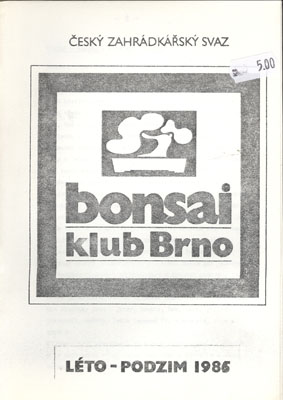 ČESKÝ ZAHRÁDKÁŘSKÝ SVAZ
5.00
bonsai
klub Brno
LÉTO - PODZIM 1986